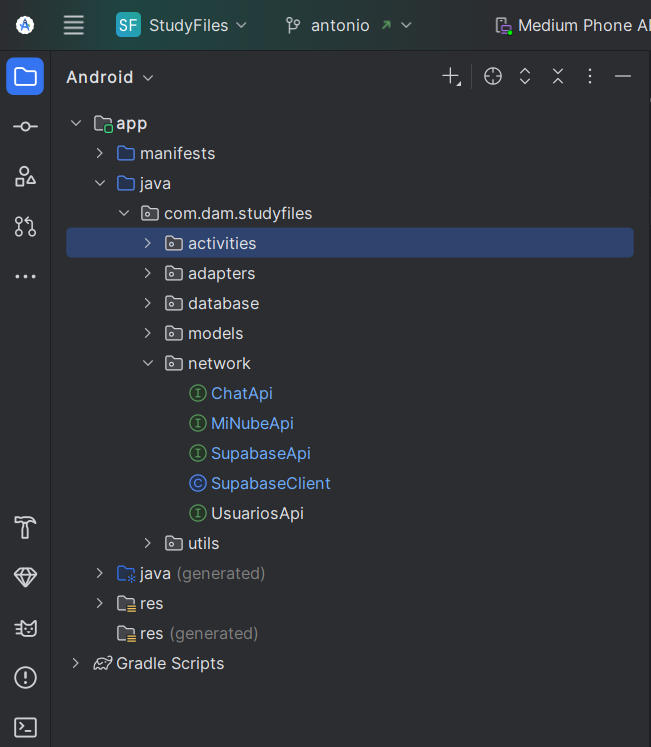 SF StudyFiles antonio Medium Phone A
Android
app
manifests
java
com.dam.studyfiles
activities
adapters
database
models
network
I ChatApi
I MiNubeApi
I SupabaseApi
C SupabaseClient
I UsuariosApi
utils
java (generated)
res
res (generated)
Gradle Scripts